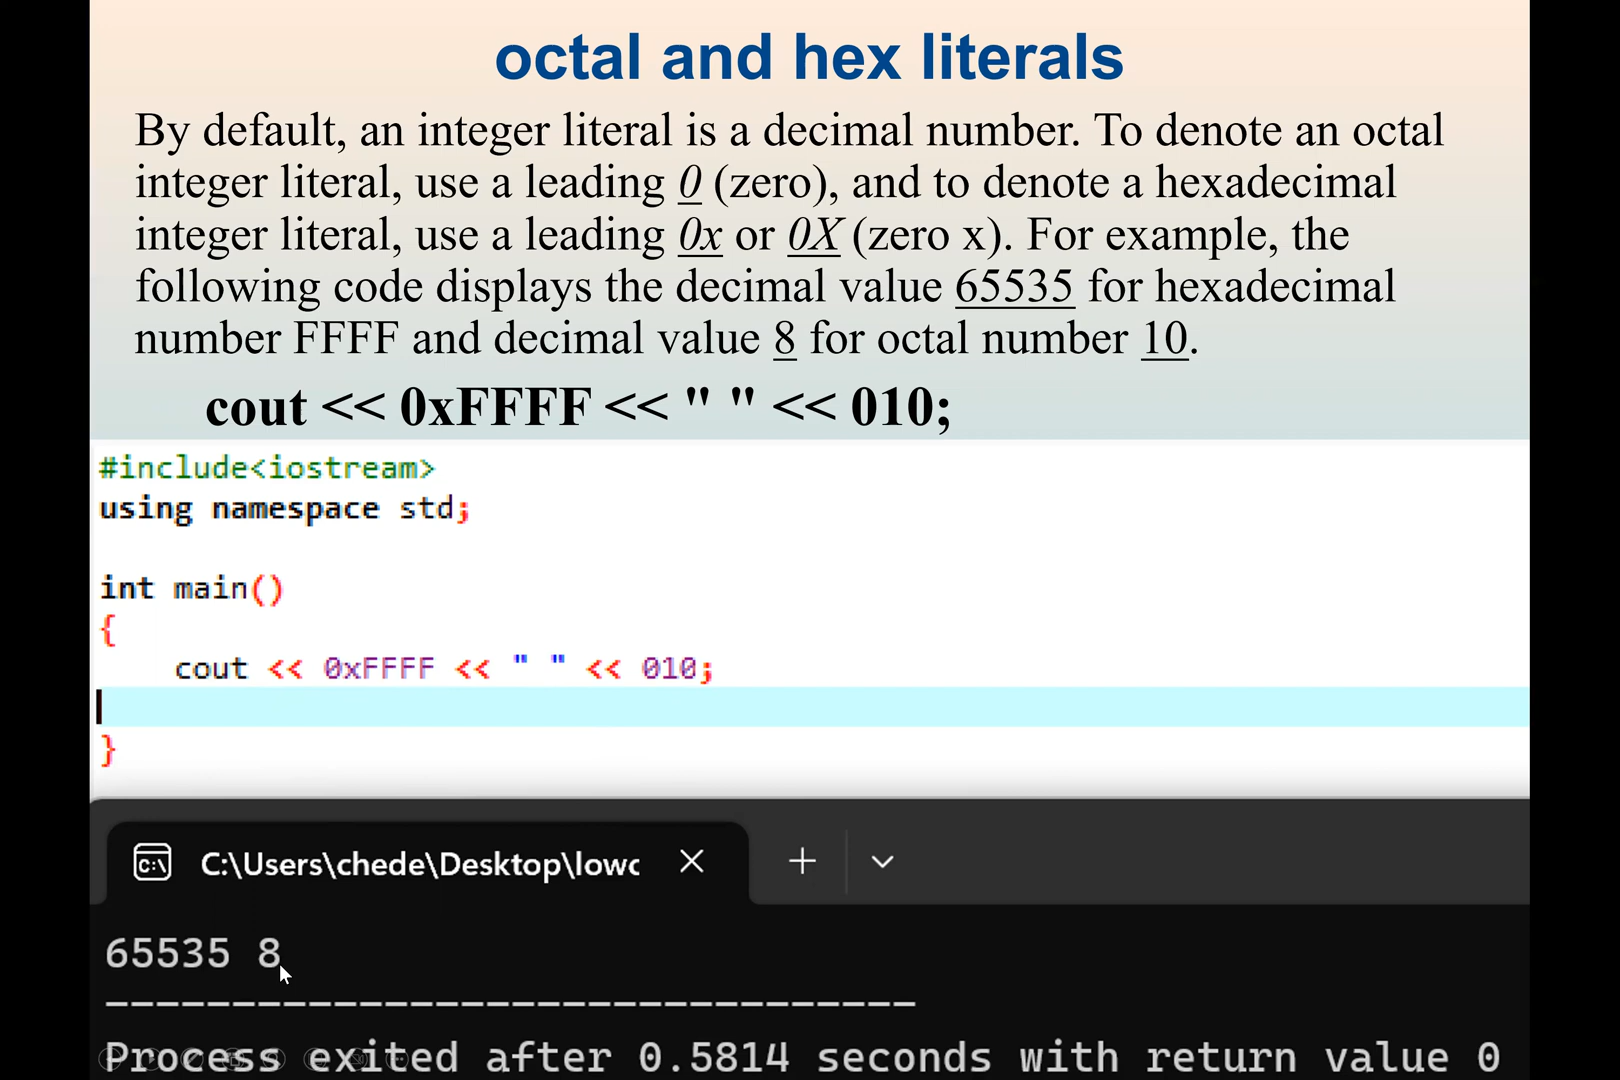 octal and hex literals
By default, an integer literal is a decimal number. To denote an octal
integer literal, use a leading 0 (zero), and to denote a hexadecimal
integer literal, use a leading 0x or 0X (zero x). For example, the
following code displays the decimal value 65535 for hexadecimal
number FFFF and decimal value 8 for octal number 10.
cout << 0xFFFF << " " << 010;
#include<iostream>
using namespace std;
int main()
{
cout << 0xFFFF << " " << 010;
}
C:\Users\chede\Desktop\lowc
65535 8
--------------------------------
Process exited after 0.5814 seconds with return value 0